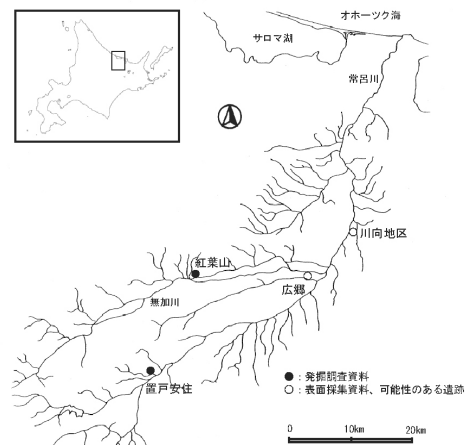 オホーツク海
サロマ湖
常呂川
川向地区
紅葉山
広郷
無加川
置戸安住
●：発掘調査資料
○：表面採集資料、可能性のある遺跡
0 10km 20km